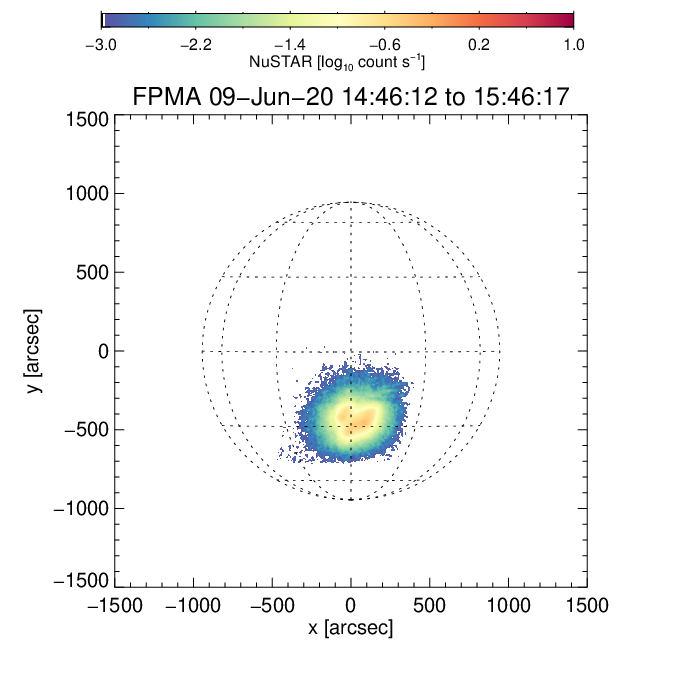 −3.0 −2.2 −1.4 −0.6 0.2 1.0
NuSTAR [log₁₀ count s⁻¹]
FPMA 09−Jun−20 14:46:12 to 15:46:17
1500
1000
500
0
−500
−1000
−1500
y [arcsec]
−1500 −1000 −500 0 500 1000 1500
x [arcsec]